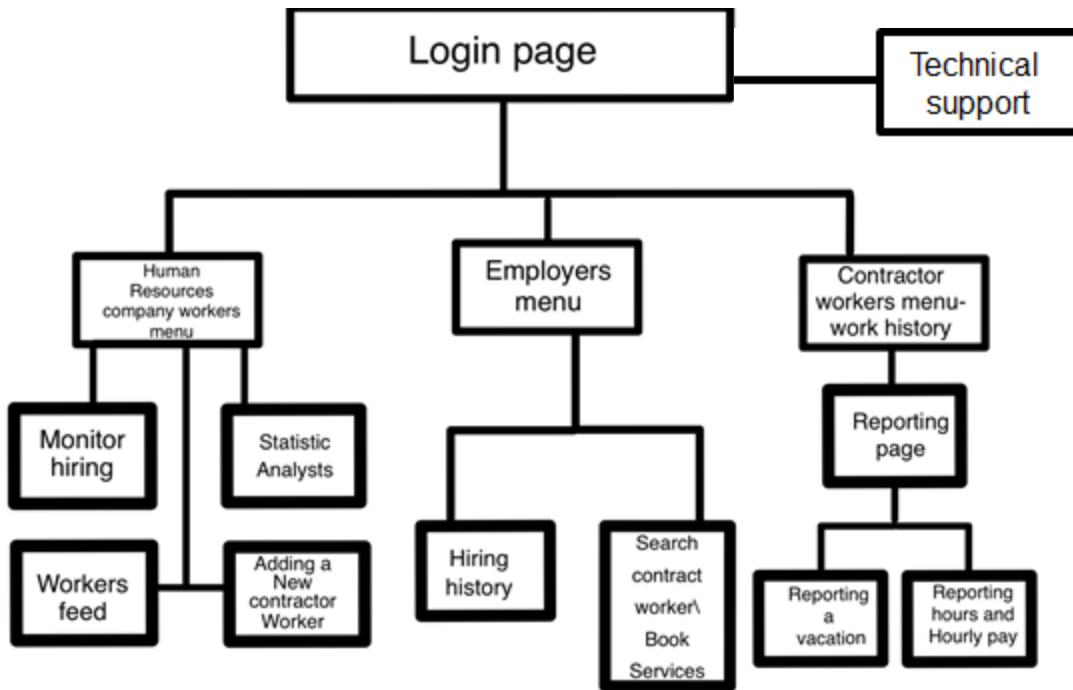 Login page
Technical
support
Human
Resources
company workers
menu
Employers
menu
Contractor
workers menu-
work history
Monitor
hiring
Statistic
Analysts
Reporting
page
Workers
feed
Adding a
New
contractor
Worker
Hiring
history
Search
contract
worker\
Book
Services
Reporting
a
vacation
Reporting
hours and
Hourly pay